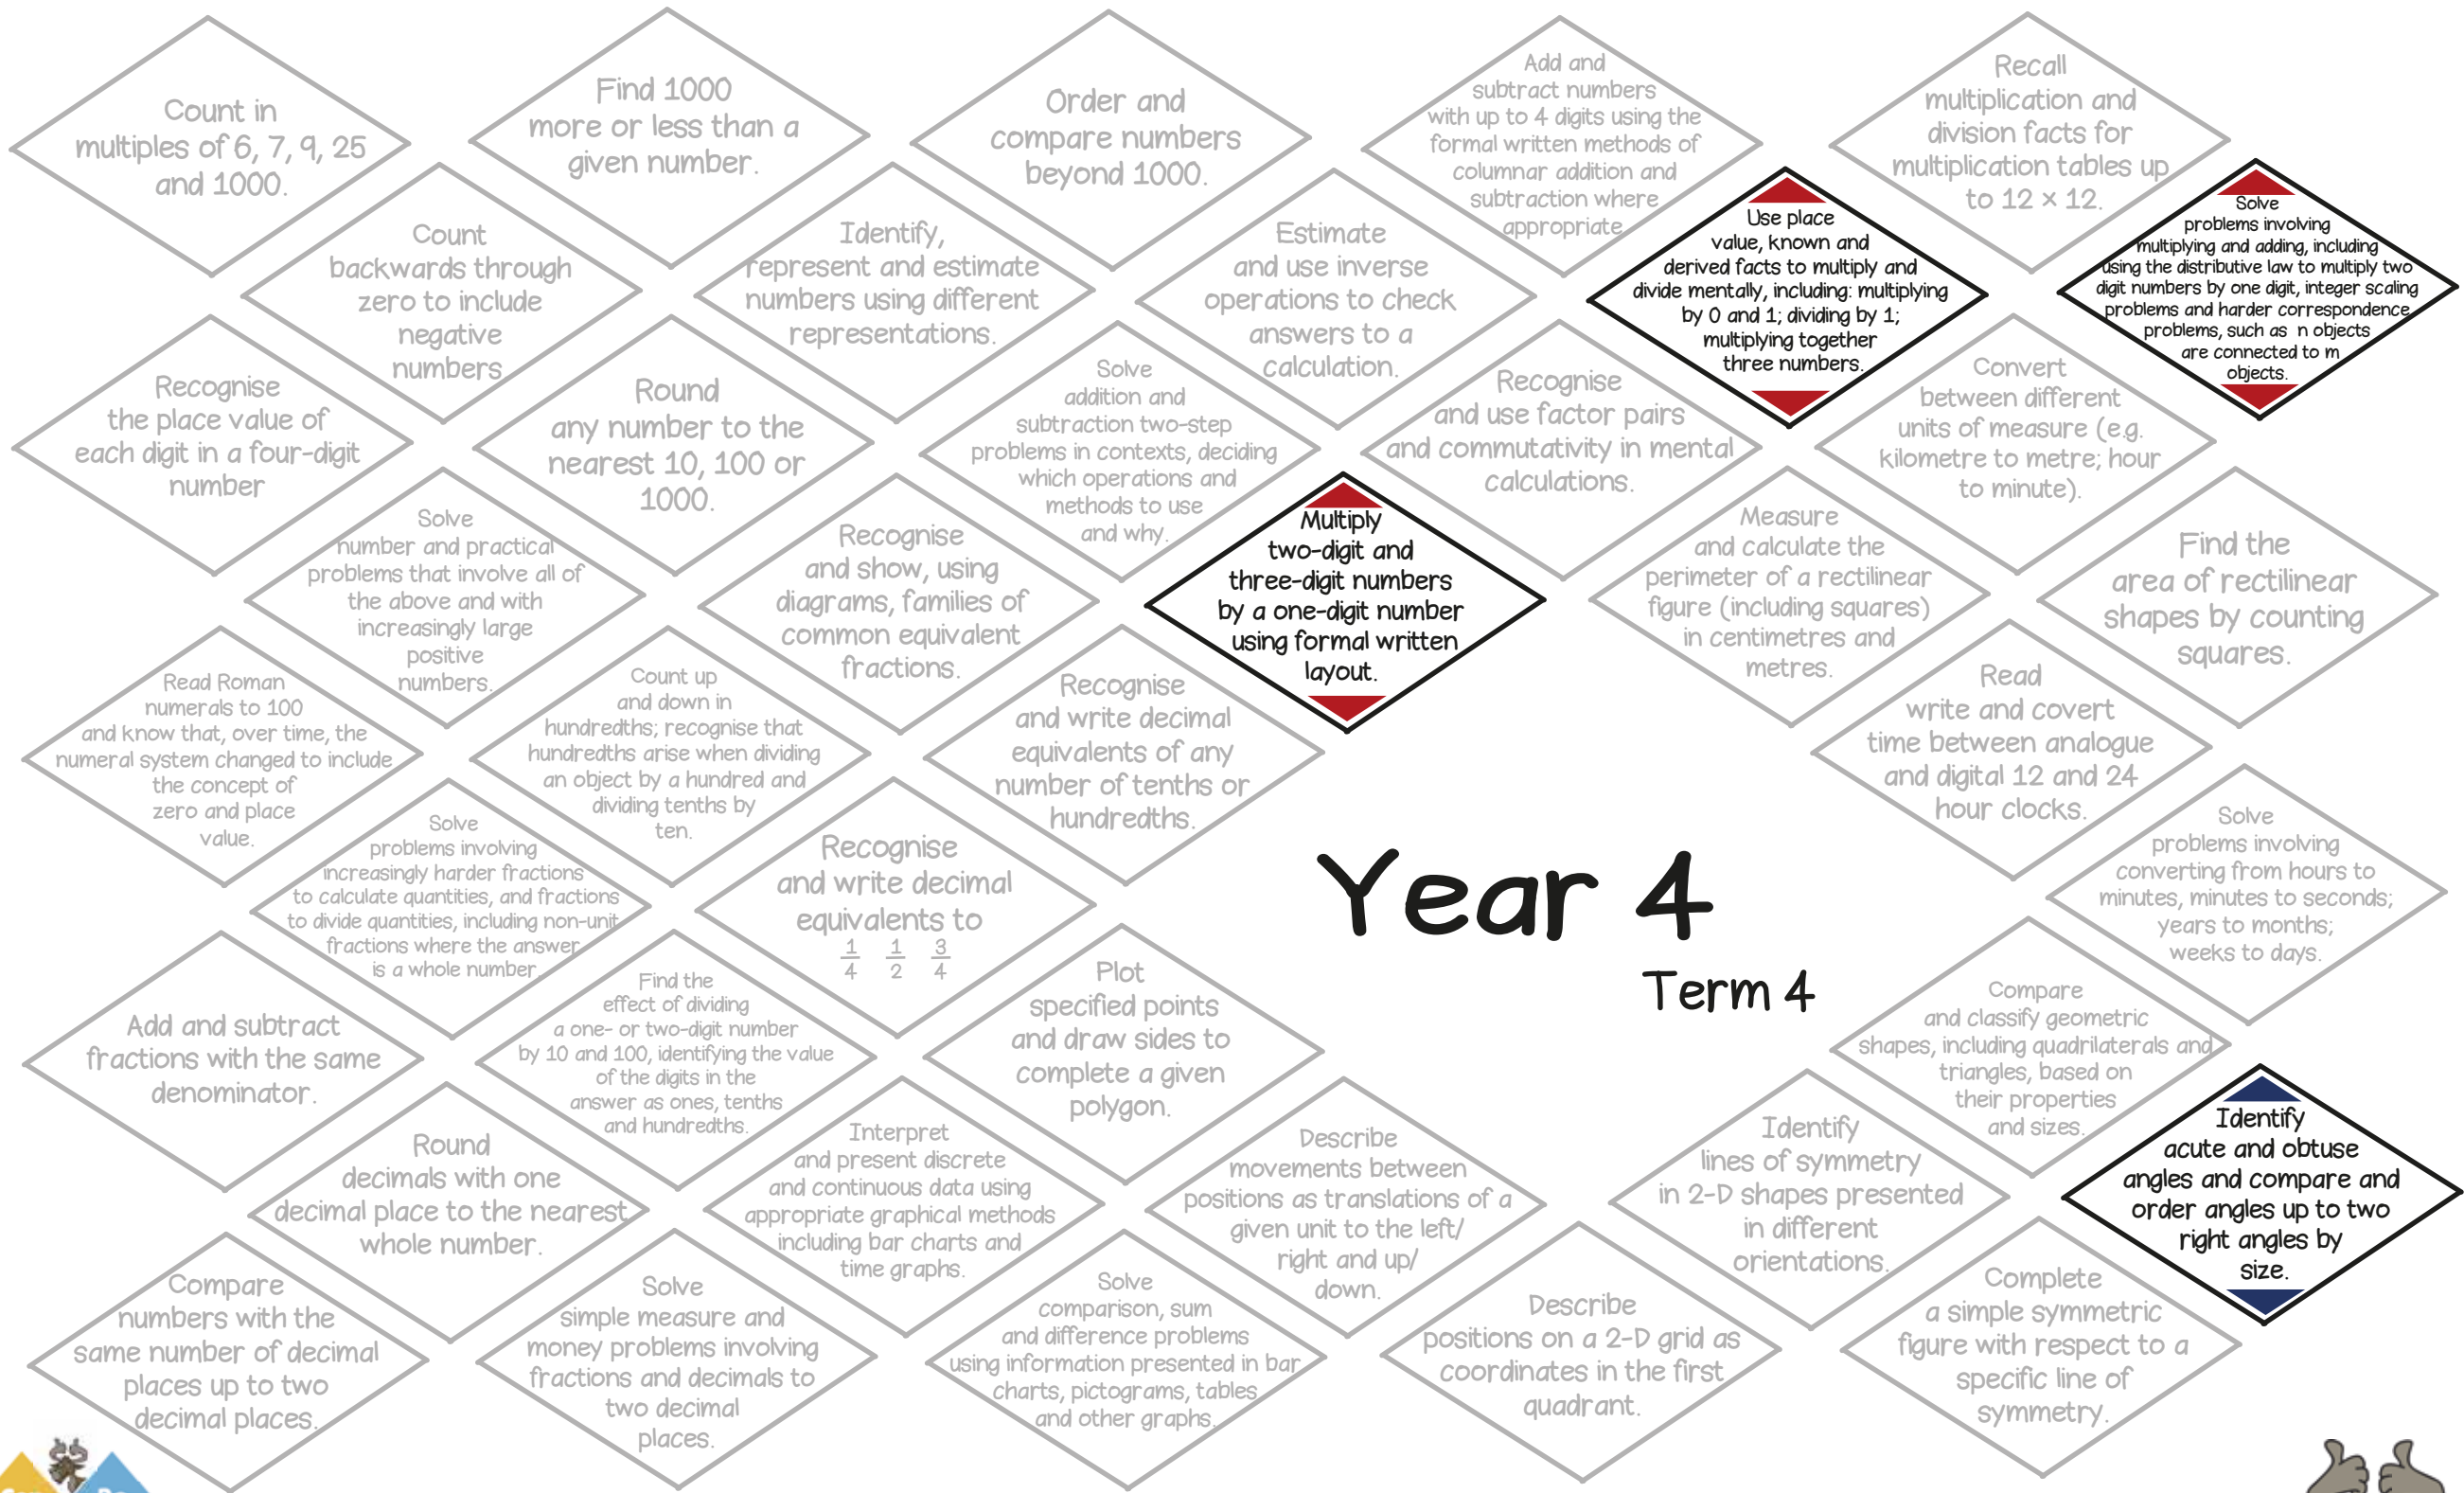 Count in
multiples of 6, 7, 9, 25
and 1000.
Find 1000
more or less than a
given number.
Order and
compare numbers
beyond 1000.
Add and
subtract numbers
with up to 4 digits using the
formal written methods of
columnar addition and
subtraction where
appropriate
Recall
multiplication and
division facts for
multiplication tables up
to 12 × 12.
Count
backwards through
zero to include
negative
numbers
Identify,
represent and estimate
numbers using different
representations.
Estimate
and use inverse
operations to check
answers to a
calculation.
Use place
value, known and
derived facts to multiply and
divide mentally, including: multiplying
by 0 and 1; dividing by 1;
multiplying together
three numbers.
Solve
problems involving
multiplying and adding, including
using the distributive law to multiply two
digit numbers by one digit, integer scaling
problems and harder correspondence
problems, such as n objects
are connected to m
objects.
Recognise
the place value of
each digit in a four-digit
number
Round
any number to the
nearest 10, 100 or
1000.
Solve
addition and
subtraction two-step
problems in contexts, deciding
which operations and
methods to use
and why.
Recognise
and use factor pairs
and commutativity in mental
calculations.
Convert
between different
units of measure (e.g.
kilometre to metre; hour
to minute).
Solve
number and practical
problems that involve all of
the above and with
increasingly large
positive
numbers.
Recognise
and show, using
diagrams, families of
common equivalent
fractions.
Multiply
two-digit and
three-digit numbers
by a one-digit number
using formal written
layout.
Measure
and calculate the
perimeter of a rectilinear
figure (including squares)
in centimetres and
metres.
Find the
area of rectilinear
shapes by counting
squares.
Read Roman
numerals to 100
and know that, over time, the
numeral system changed to include
the concept of
zero and place
value.
Count up
and down in
hundredths; recognise that
hundredths arise when dividing
an object by a hundred and
dividing tenths by
ten.
Recognise
and write decimal
equivalents of any
number of tenths or
hundredths.
Read
write and covert
time between analogue
and digital 12 and 24
hour clocks.
Solve
problems involving
increasingly harder fractions
to calculate quantities, and fractions
to divide quantities, including non-unit
fractions where the answer
is a whole number.
Recognise
and write decimal
equivalents to
1/4 1/2 3/4
Year 4
Term 4
Solve
problems involving
converting from hours to
minutes, minutes to seconds;
years to months;
weeks to days.
Add and subtract
fractions with the same
denominator.
Find the
effect of dividing
a one- or two-digit number
by 10 and 100, identifying the value
of the digits in the
answer as ones, tenths
and hundredths.
Plot
specified points
and draw sides to
complete a given
polygon.
Compare
and classify geometric
shapes, including quadrilaterals and
triangles, based on
their properties
and sizes.
Round
decimals with one
decimal place to the nearest
whole number.
Interpret
and present discrete
and continuous data using
appropriate graphical methods
including bar charts and
time graphs.
Describe
movements between
positions as translations of a
given unit to the left/
right and up/
down.
Identify
lines of symmetry
in 2-D shapes presented
in different
orientations.
Identify
acute and obtuse
angles and compare and
order angles up to two
right angles by
size.
Compare
numbers with the
same number of decimal
places up to two
decimal places.
Solve
simple measure and
money problems involving
fractions and decimals to
two decimal
places.
Solve
comparison, sum
and difference problems
using information presented in bar
charts, pictograms, tables
and other graphs.
Describe
positions on a 2-D grid as
coordinates in the first
quadrant.
Complete
a simple symmetric
figure with respect to a
specific line of
symmetry.